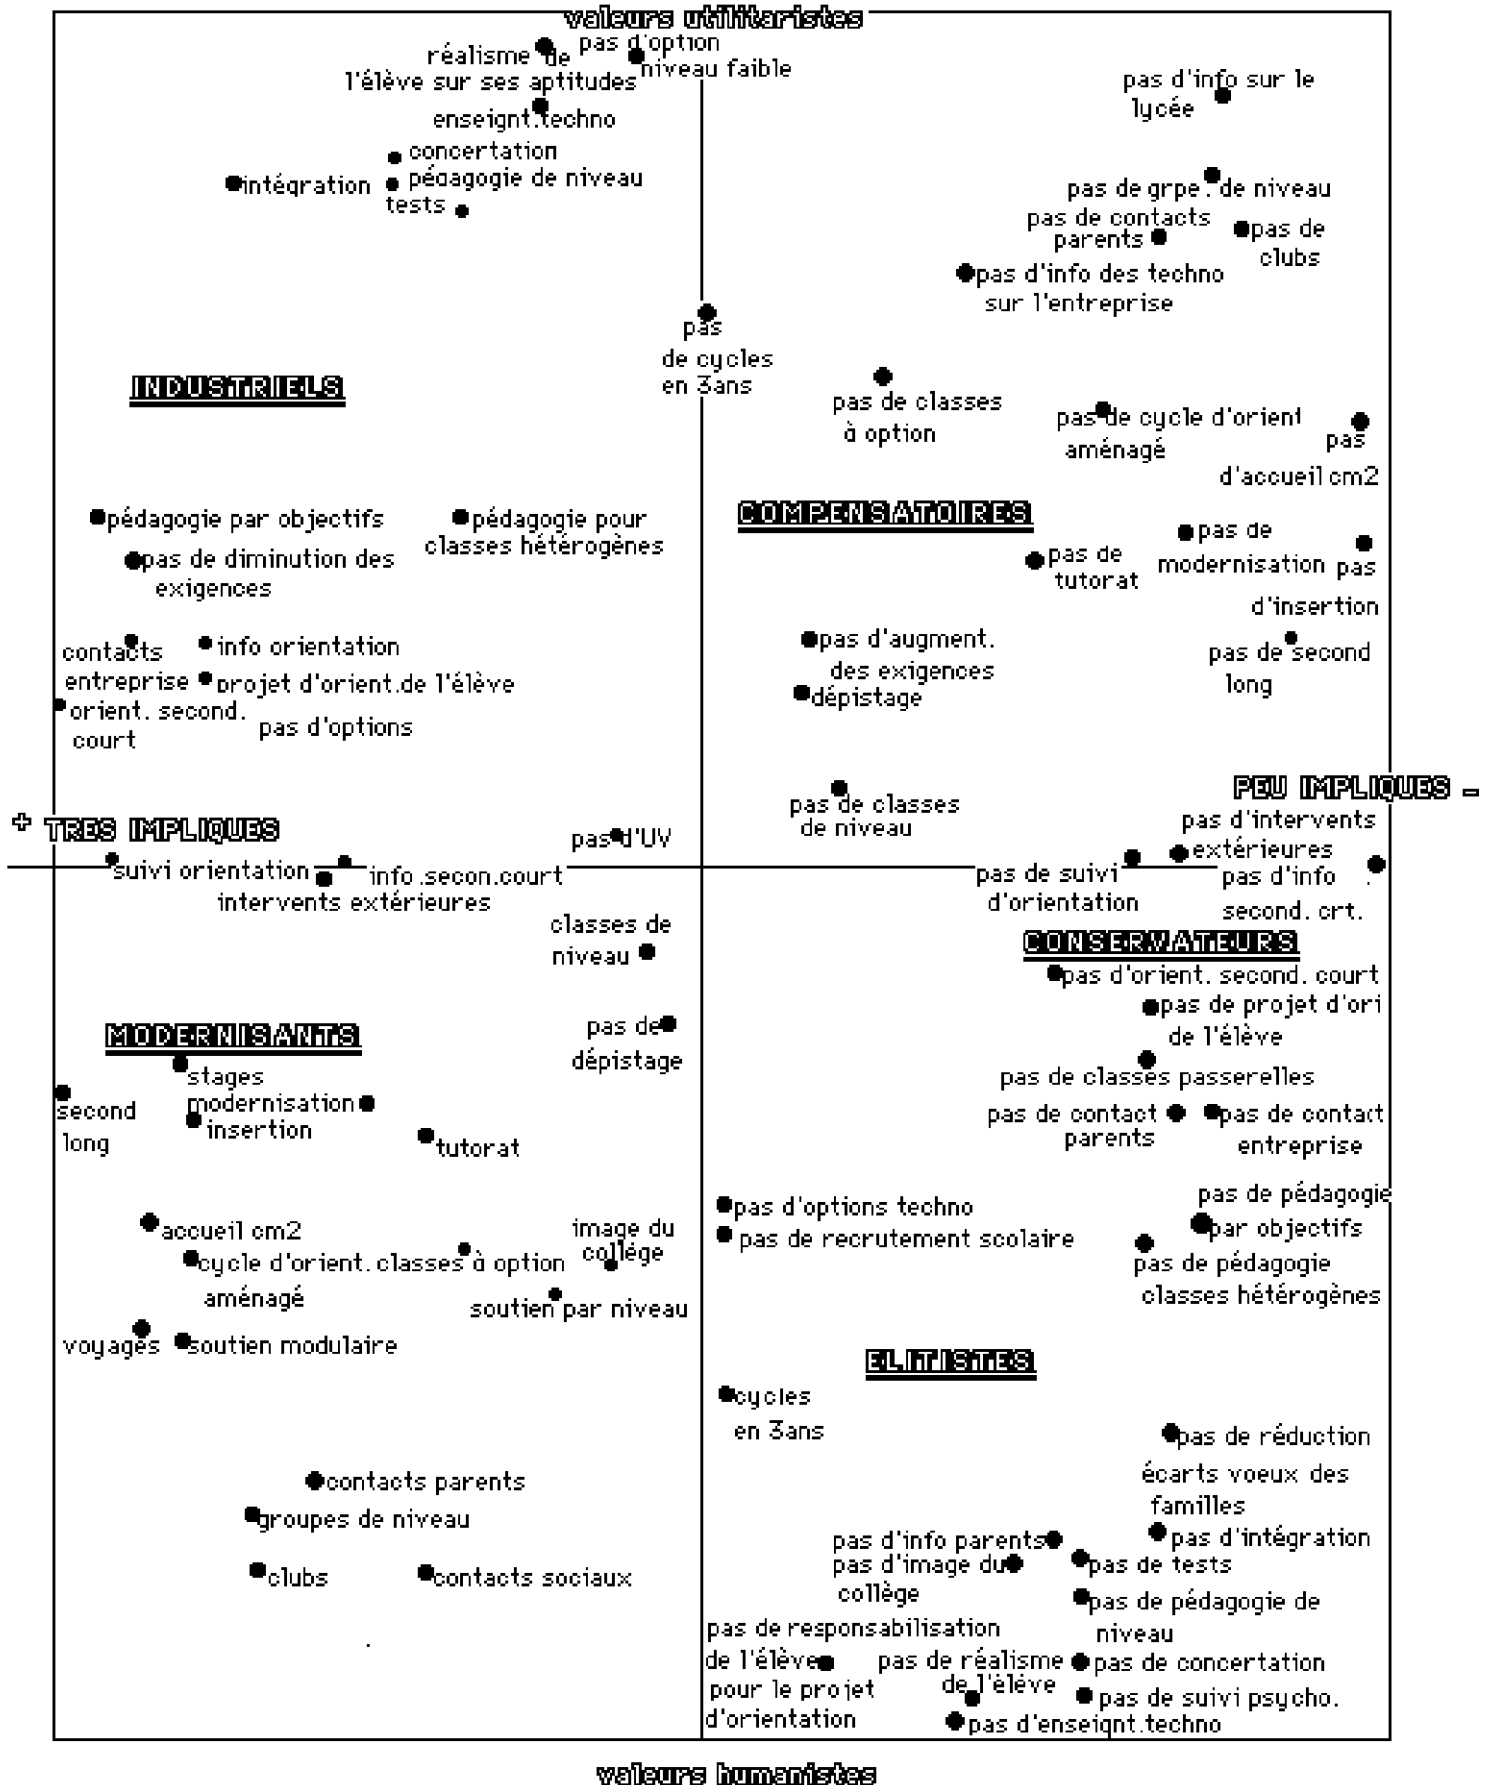 valeurs utilitaristes
réalisme de
l'élève sur ses aptitudes
pas d'option
niveau faible
enseignt.techno
concertation
intégration
pédagogie de niveau
tests
pas d'info sur le
lycée
pas de grpe. de niveau
pas de contacts
parents
pas de
clubs
pas d'info des techno
sur l'entreprise
pas
de cycles
en 3ans
INDUSTRIELS
pas de classes
à option
pas de cycle d'orient
aménagé
pas
d'accueil cm2
pédagogie par objectifs
pédagogie pour
classes hétérogènes
pas de diminution des
exigences
COMPENSATOIRES
pas de
tutorat
pas de
modernisation
pas
d'insertion
contacts
entreprise
info orientation
projet d'orient.de l'élève
orient. second.
court
pas d'options
pas d'augment.
des exigences
dépistage
pas de second
long
pas de classes
de niveau
PEU IMPLIQUES -
+ TRES IMPLIQUES
pas d'UV
pas d'intervents
extérieures
suivi orientation
info.secon.court
intervents extérieures
pas de suivi
d'orientation
pas d'info
second. crt.
classes de
niveau
CONSERVATEURS
pas d'orient. second. court
pas de projet d'ori
de l'élève
MODERNISANTS
pas de
dépistage
stages
modernisation
insertion
second
long
tutorat
pas de classes passerelles
pas de contact
parents
pas de contact
entreprise
accueil cm2
cycle d'orient.
aménagé
classes à option
image du
collége
soutien par niveau
voyages
soutien modulaire
pas d'options techno
pas de recrutement scolaire
pas de pédagogie
par objectifs
pas de pédagogie
classes hétérogènes
ELITISTES
cycles
en 3ans
pas de réduction
écarts voeux des
familles
contacts parents
groupes de niveau
clubs
contacts sociaux
pas d'info parents
pas d'image du
collège
pas d'intégration
pas de tests
pas de pédagogie de
niveau
pas de responsabilisation
de l'élève
pour le projet
d'orientation
pas de réalisme
de l'élève
pas de concertation
pas de suivi psycho.
pas d'enseignt.techno
valeurs humanistes